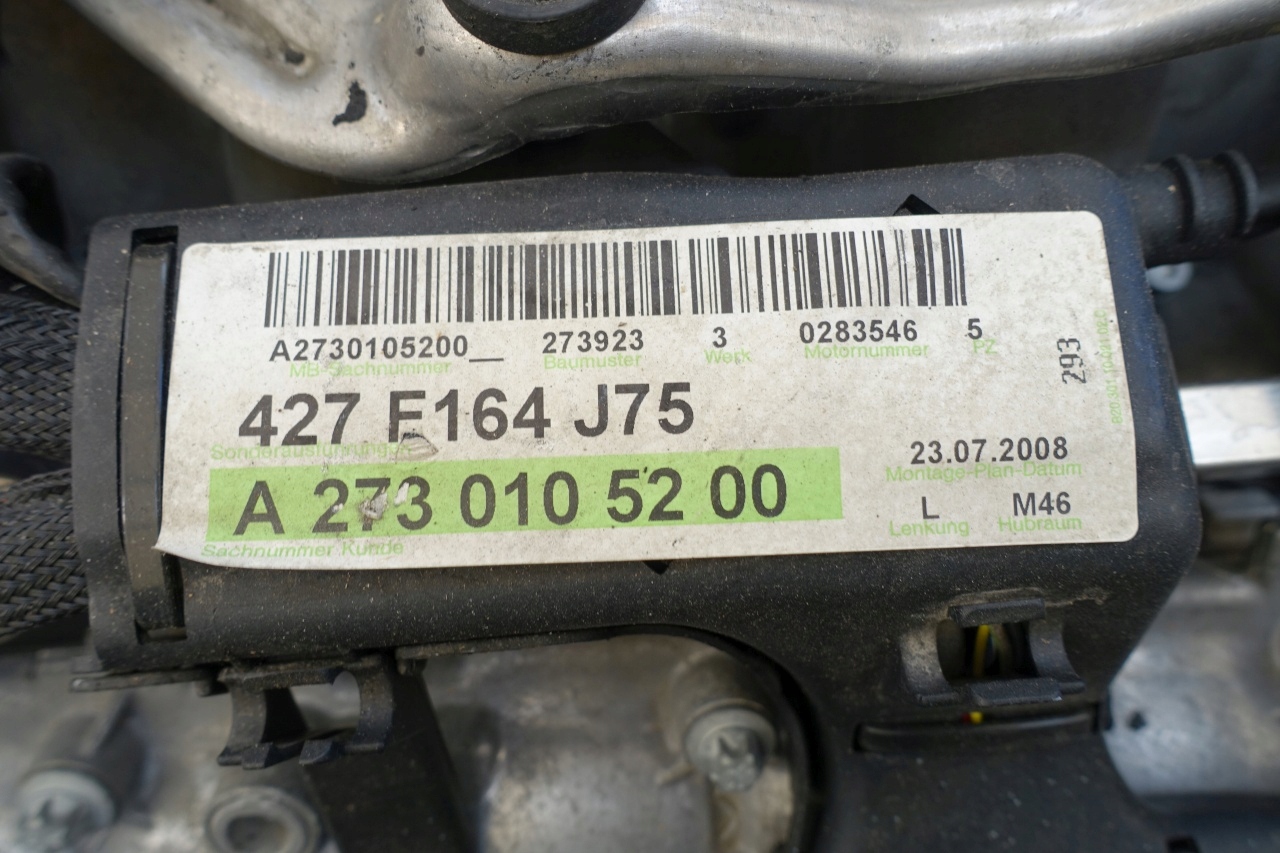 A2730105200__ 273923 3 0283546 5
MB-Sachnummer Baumuster Werk Motornummer PZ
293
427 F164 J75
Sonderausführung
23.07.2008
Montage-Plan-Datum
A 273 010 52 00
L M46
Lenkung Hubraum
Sachnummer Kunde